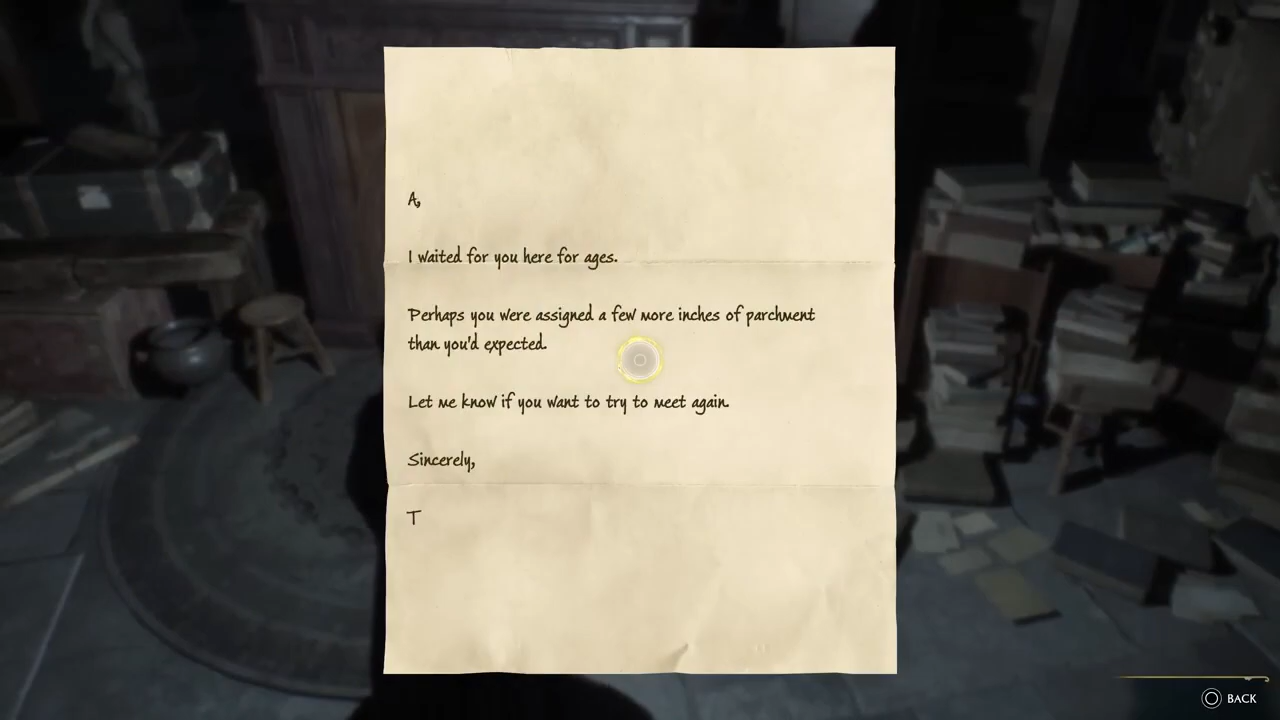 A,
I waited for you here for ages.
Perhaps you were assigned a few more inches of parchment
than you'd expected.
Let me know if you want to try to meet again.
Sincerely,
T
BACK